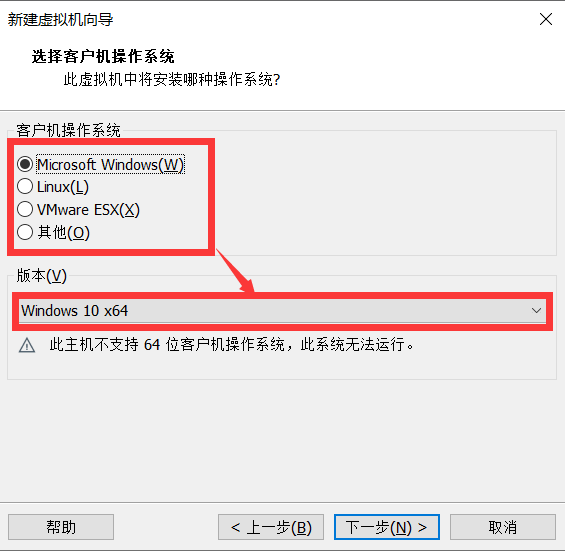 新建虚拟机向导
选择客户机操作系统
此虚拟机中将安装哪种操作系统?
客户机操作系统
Microsoft Windows(W)
Linux(L)
VMware ESX(X)
其他(O)
版本(V)
Windows 10 x64
此主机不支持 64 位客户机操作系统，此系统无法运行。
帮助
< 上一步(B)
下一步(N) >
取消